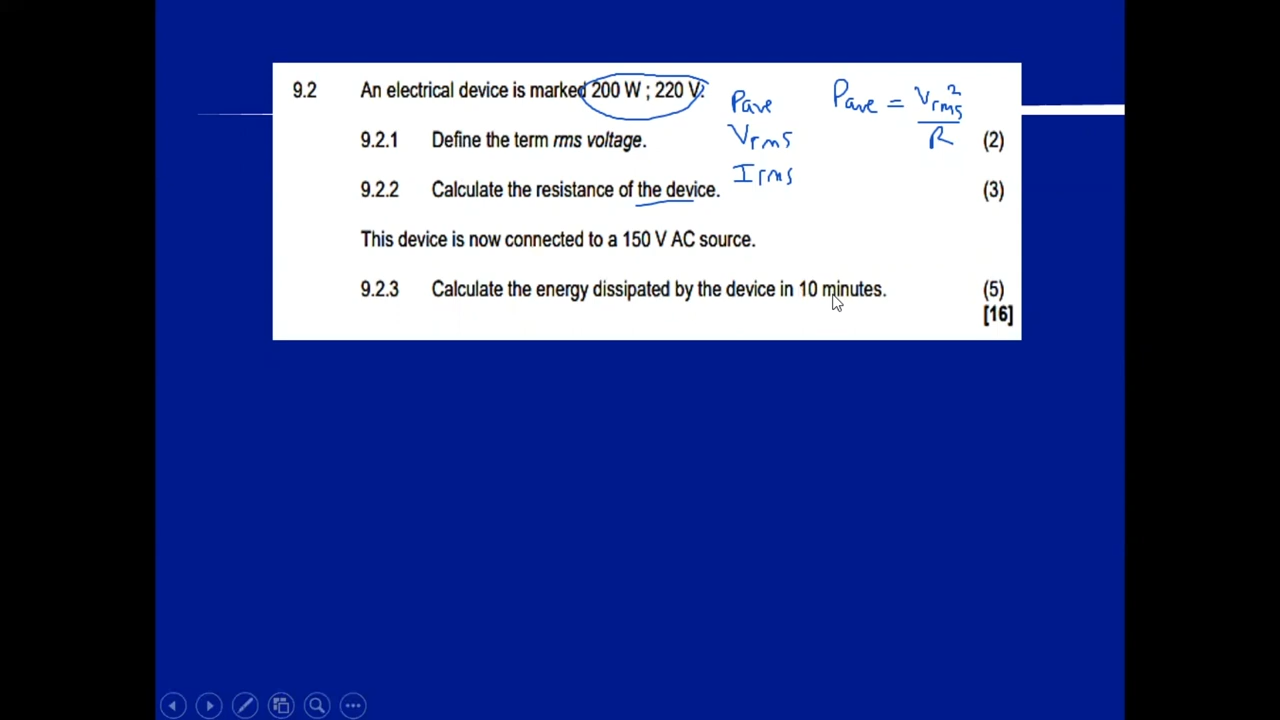 9.2 An electrical device is marked 200 W ; 220 V.
Pave
Pave = Vrms² / R
9.2.1 Define the term rms voltage. (2)
Vrms
Irms
9.2.2 Calculate the resistance of the device. (3)
This device is now connected to a 150 V AC source.
9.2.3 Calculate the energy dissipated by the device in 10 minutes. (5)
[16]